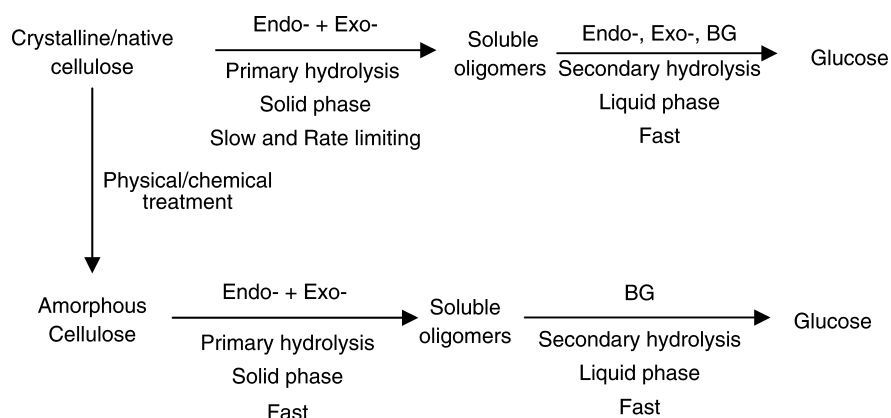 Crystalline/native
cellulose
Endo- + Exo-
Primary hydrolysis
Solid phase
Slow and Rate limiting
Soluble
oligomers
Endo-, Exo-, BG
Secondary hydrolysis
Liquid phase
Fast
Glucose
Physical/chemical
treatment
Amorphous
Cellulose
Endo- + Exo-
Primary hydrolysis
Solid phase
Fast
Soluble
oligomers
BG
Secondary hydrolysis
Liquid phase
Fast
Glucose